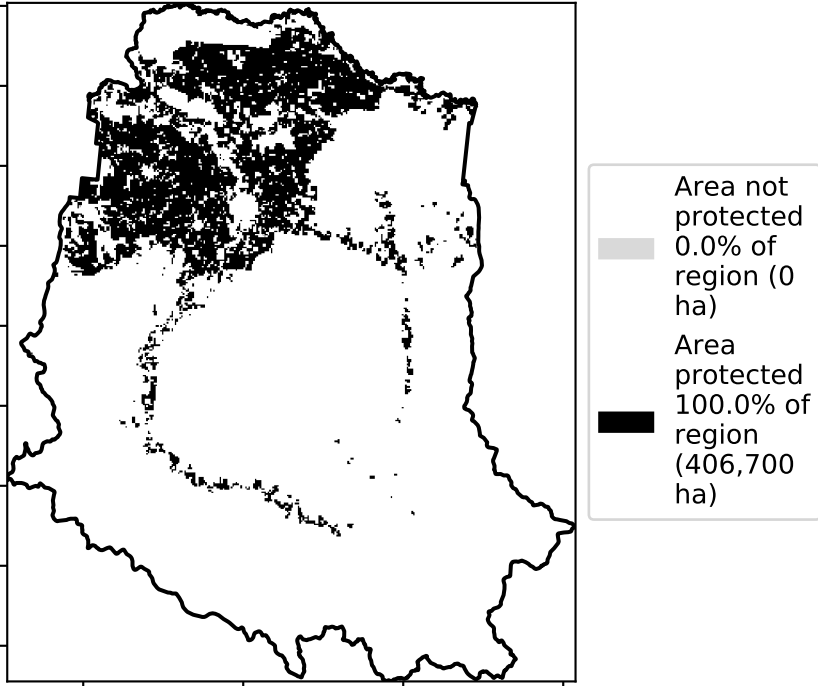 Area not
protected
0.0% of
region (0
ha)
Area
protected
100.0% of
region
(406,700
ha)